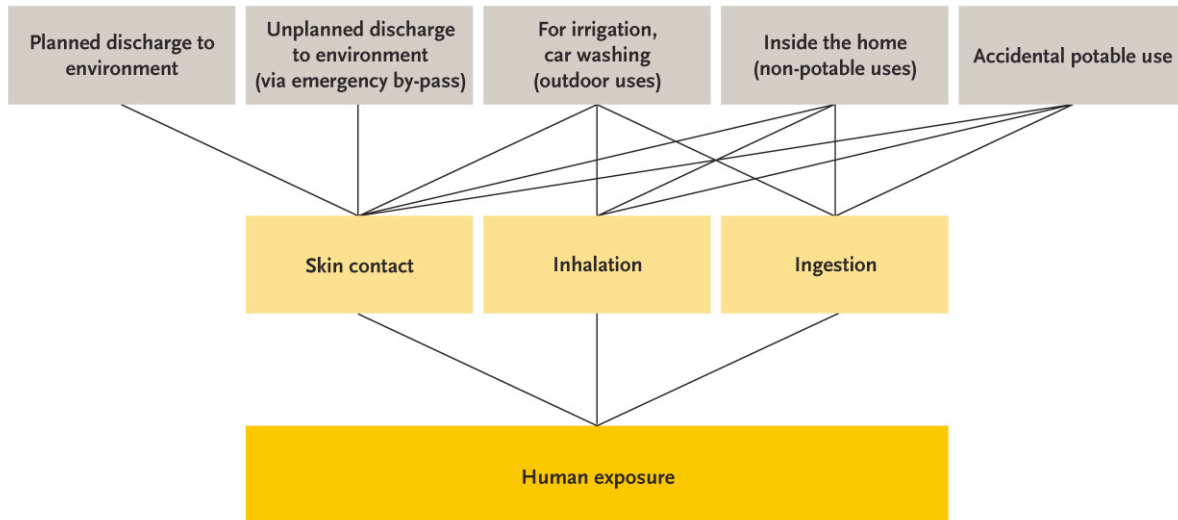 Planned discharge to
environment
Unplanned discharge
to environment
(via emergency by-pass)
For irrigation,
car washing
(outdoor uses)
Inside the home
(non-potable uses)
Accidental potable use
Skin contact
Inhalation
Ingestion
Human exposure